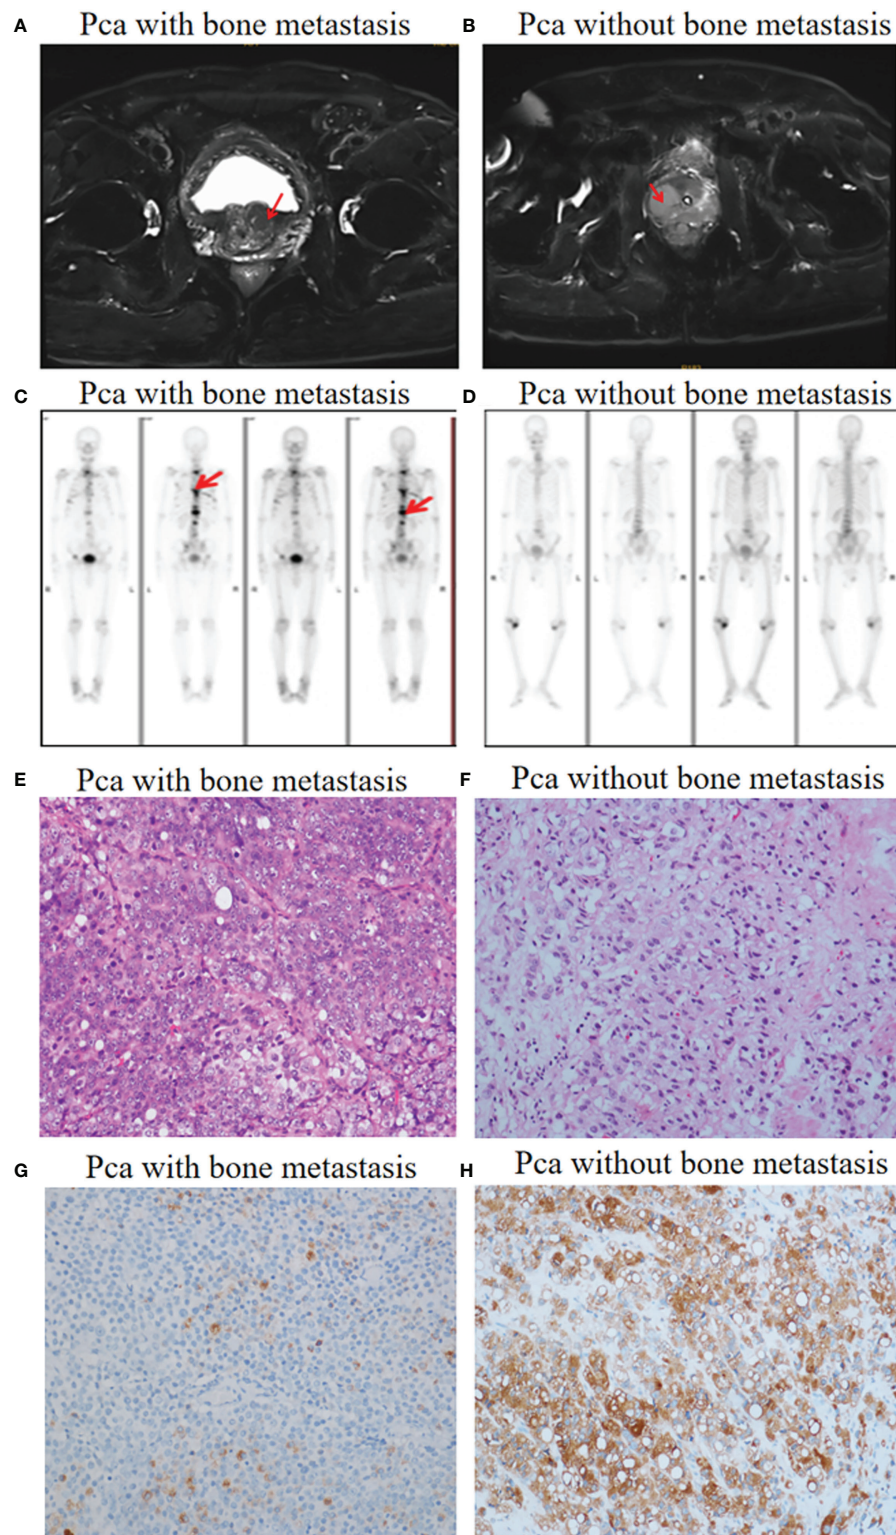 A
Pca with bone metastasis
B
Pca without bone metastasis
C
Pca with bone metastasis
D
Pca without bone metastasis
E
Pca with bone metastasis
F
Pca without bone metastasis
G
Pca with bone metastasis
H
Pca without bone metastasis